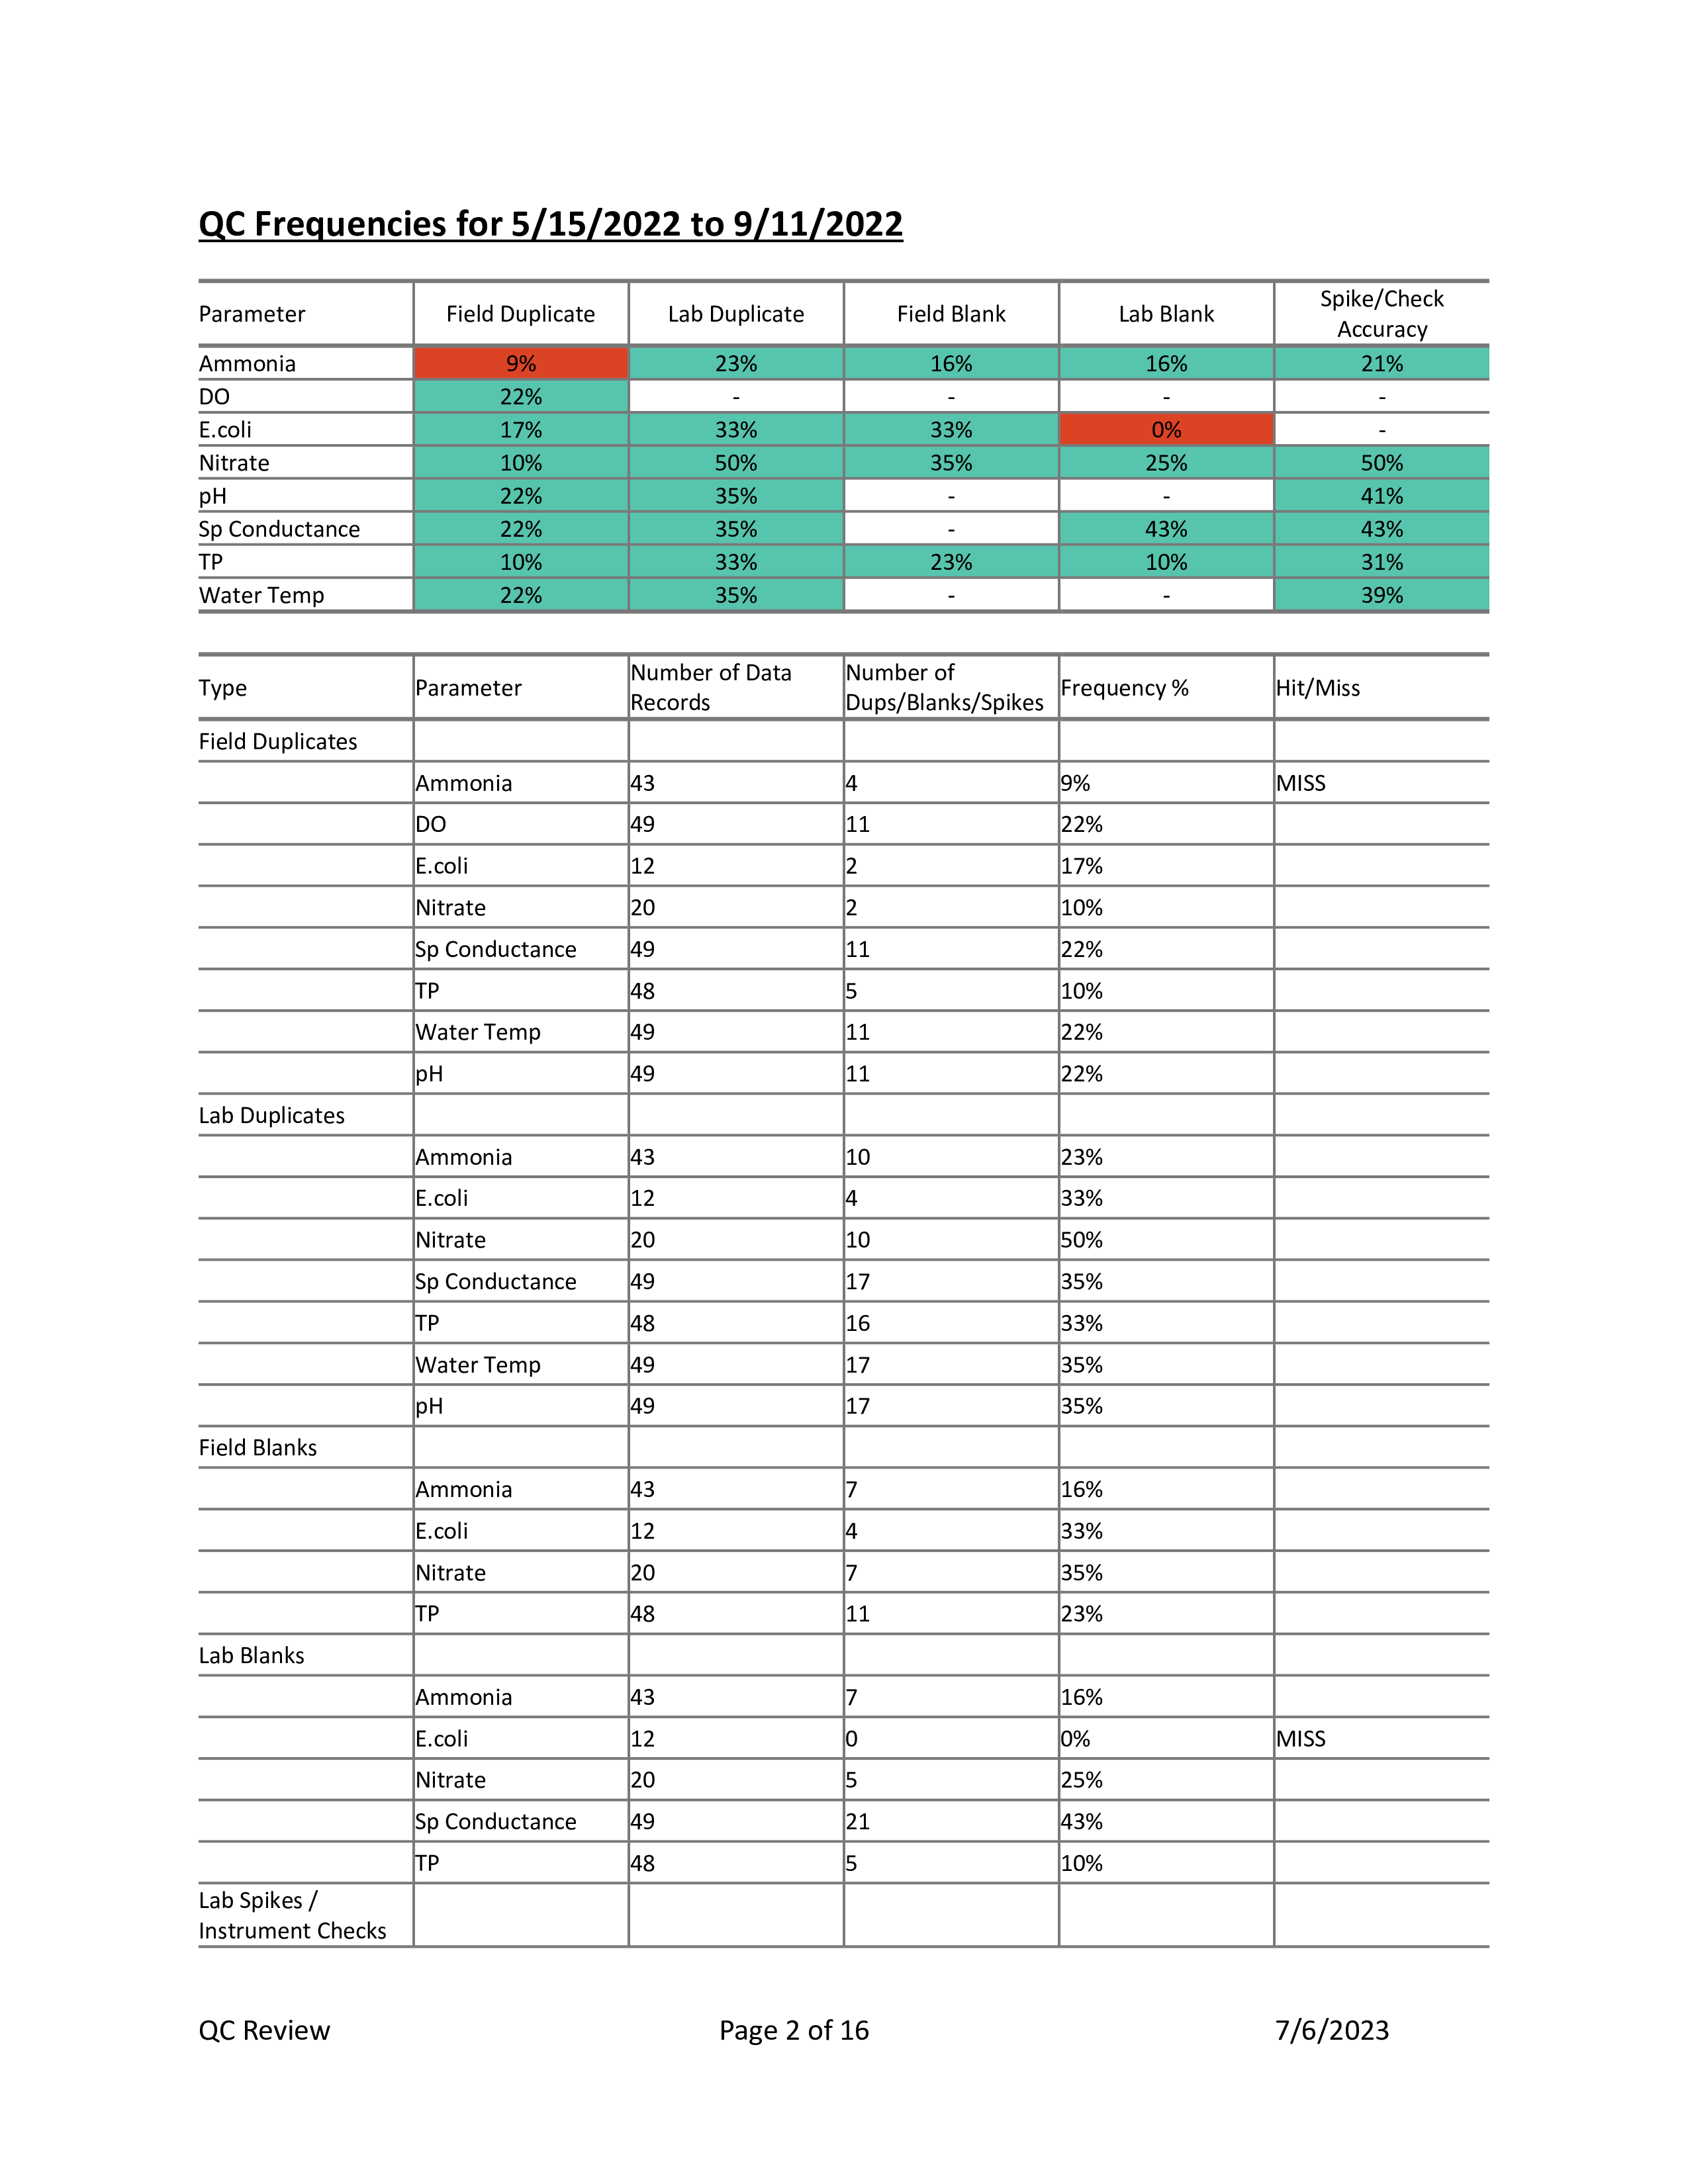 QC Frequencies for 5/15/2022 to 9/11/2022
Parameter Field Duplicate Lab Duplicate Field Blank Lab Blank Spike/Check Accuracy
Ammonia 9% 23% 16% 16% 21%
DO 22% - - - -
E.coli 17% 33% 33% 0% -
Nitrate 10% 50% 35% 25% 50%
pH 22% 35% - - 41%
Sp Conductance 22% 35% - 43% 43%
TP 10% 33% 23% 10% 31%
Water Temp 22% 35% - - 39%
Type Parameter Number of Data Records Number of Dups/Blanks/Spikes Frequency % Hit/Miss
Field Duplicates
Ammonia 43 4 9% MISS
DO 49 11 22%
E.coli 12 2 17%
Nitrate 20 2 10%
Sp Conductance 49 11 22%
TP 48 5 10%
Water Temp 49 11 22%
pH 49 11 22%
Lab Duplicates
Ammonia 43 10 23%
E.coli 12 4 33%
Nitrate 20 10 50%
Sp Conductance 49 17 35%
TP 48 16 33%
Water Temp 49 17 35%
pH 49 17 35%
Field Blanks
Ammonia 43 7 16%
E.coli 12 4 33%
Nitrate 20 7 35%
TP 48 11 23%
Lab Blanks
Ammonia 43 7 16%
E.coli 12 0 0% MISS
Nitrate 20 5 25%
Sp Conductance 49 21 43%
TP 48 5 10%
Lab Spikes /
Instrument Checks
QC Review Page 2 of 16 7/6/2023